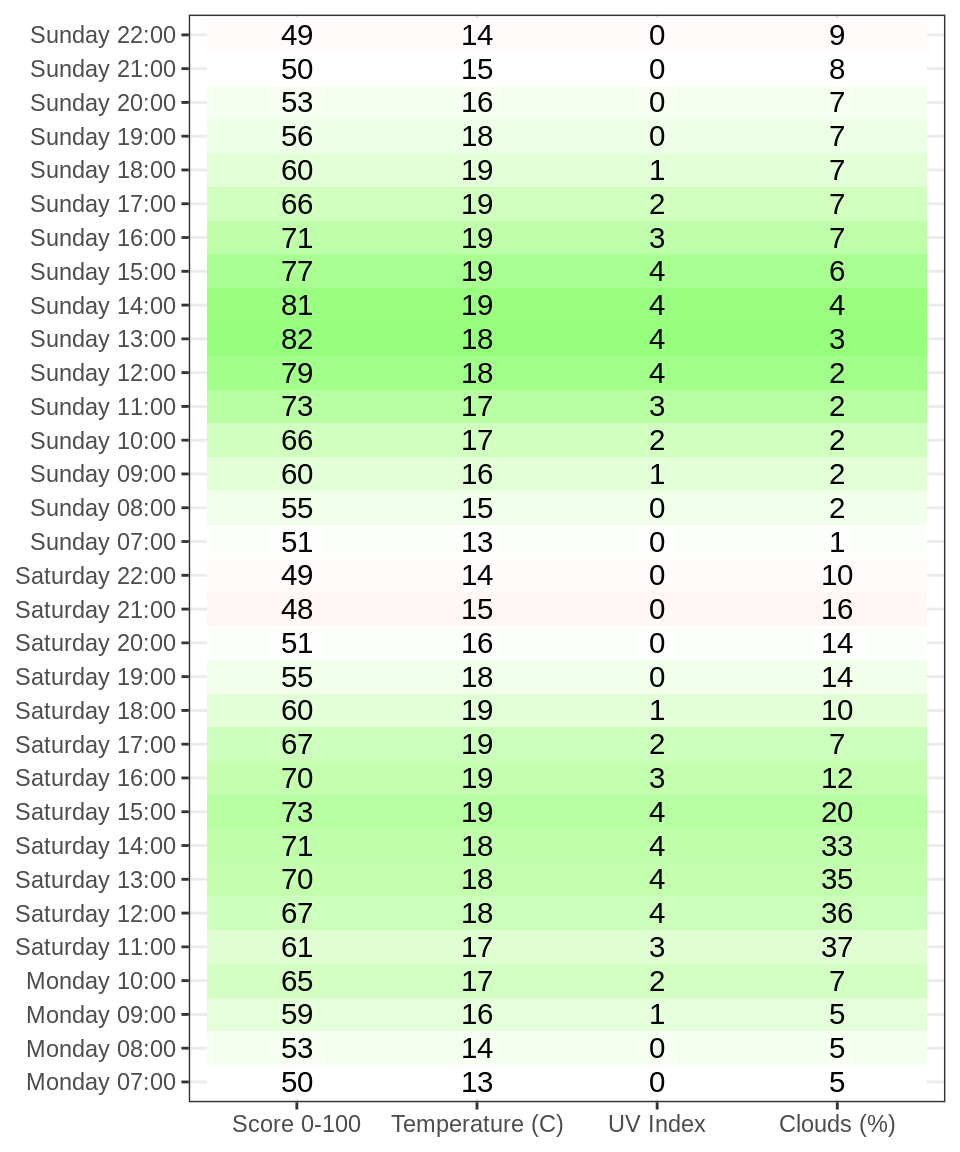 Sunday 22:00 49 14 0 9
Sunday 21:00 50 15 0 8
Sunday 20:00 53 16 0 7
Sunday 19:00 56 18 0 7
Sunday 18:00 60 19 1 7
Sunday 17:00 66 19 2 7
Sunday 16:00 71 19 3 7
Sunday 15:00 77 19 4 6
Sunday 14:00 81 19 4 4
Sunday 13:00 82 18 4 3
Sunday 12:00 79 18 4 2
Sunday 11:00 73 17 3 2
Sunday 10:00 66 17 2 2
Sunday 09:00 60 16 1 2
Sunday 08:00 55 15 0 2
Sunday 07:00 51 13 0 1
Saturday 22:00 49 14 0 10
Saturday 21:00 48 15 0 16
Saturday 20:00 51 16 0 14
Saturday 19:00 55 18 0 14
Saturday 18:00 60 19 1 10
Saturday 17:00 67 19 2 7
Saturday 16:00 70 19 3 12
Saturday 15:00 73 19 4 20
Saturday 14:00 71 18 4 33
Saturday 13:00 70 18 4 35
Saturday 12:00 67 18 4 36
Saturday 11:00 61 17 3 37
Monday 10:00 65 17 2 7
Monday 09:00 59 16 1 5
Monday 08:00 53 14 0 5
Monday 07:00 50 13 0 5
Score 0-100 Temperature (C) UV Index Clouds (%)